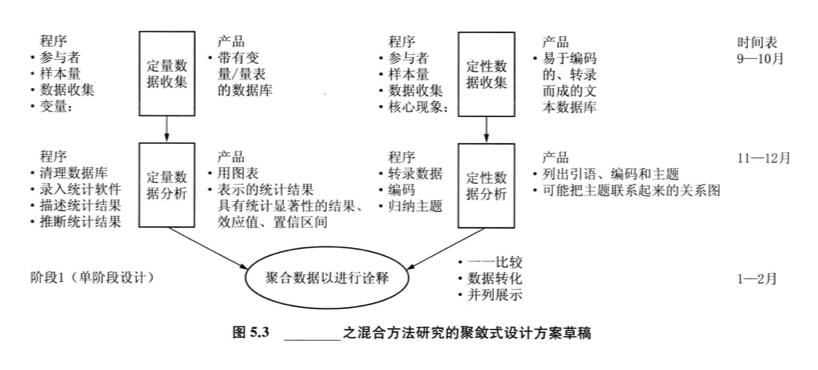 程序
• 参与者
• 样本量
• 数据收集
• 变量：
定量数
据收集
产品
• 带有变
量/量表
的数据库
程序
• 参与者
• 样本量
• 数据收集
• 核心现象：
定性数
据收集
产品
• 易于编码
的、转录
而成的文
本数据库
时间表
9—10月
程序
• 清理数据库
• 录入统计软件
• 描述统计结果
• 推断统计结果
定量数
据分析
产品
• 用图表
• 表示的统计结果
具有统计显著性的结果、
效应值、置信区间
程序
• 转录数据
• 编码
• 归纳主题
定性数
据分析
产品
• 列出引语、编码和主题
• 可能把主题联系起来的关系图
11—12月
阶段1（单阶段设计）
聚合数据以进行诠释
• 一一比较
• 数据转化
• 并列展示
1—2月
图 5.3 ________之混合方法研究的聚敛式设计方案草稿